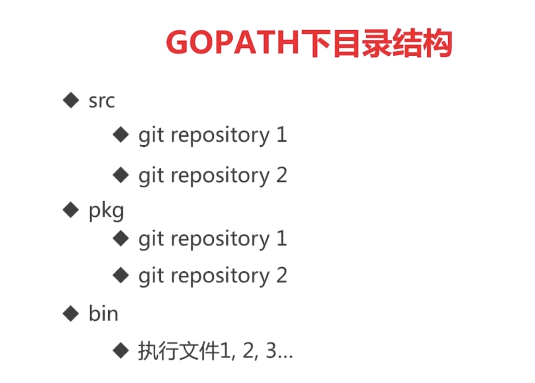 GOPATH下目录结构
src
git repository 1
git repository 2
pkg
git repository 1
git repository 2
bin
执行文件1, 2, 3...